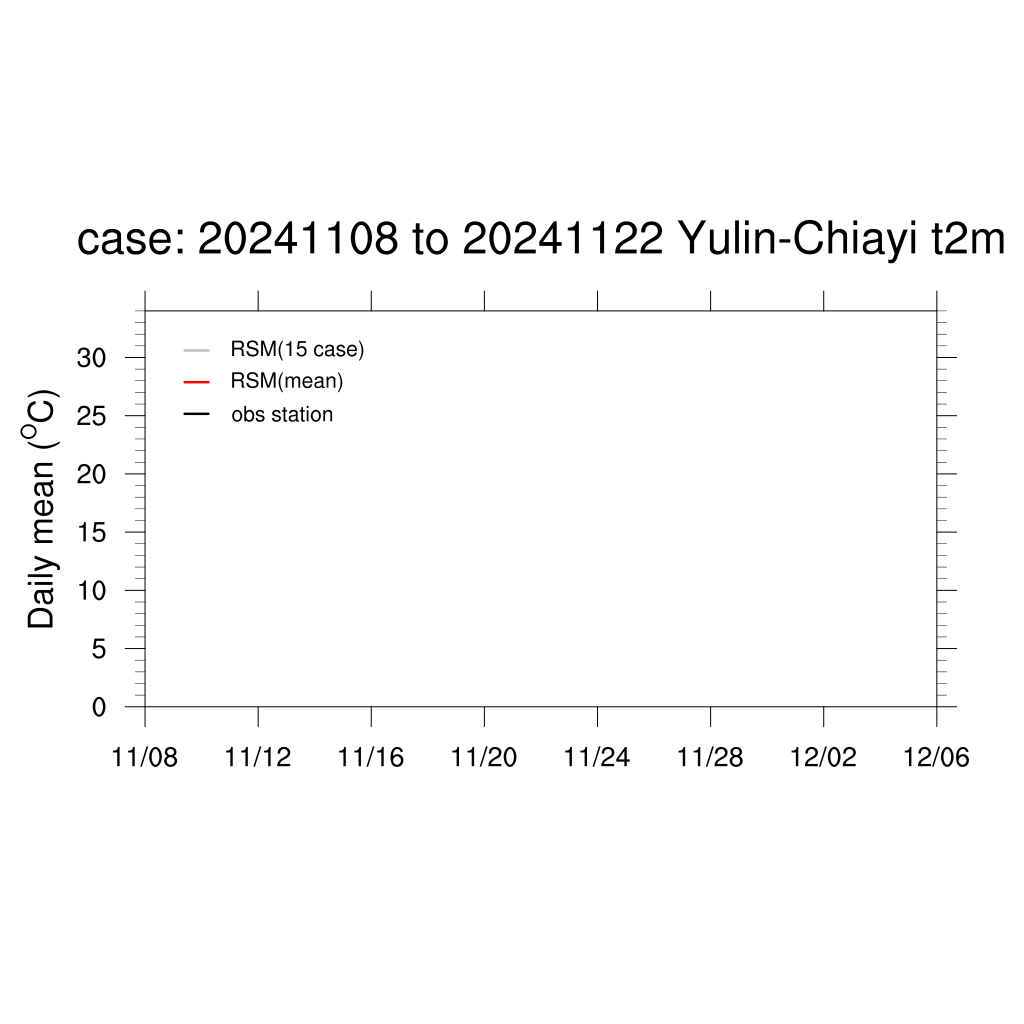 case: 20241108 to 20241122 Yulin-Chiayi t2m
RSM(15 case)
RSM(mean)
obs station
Daily mean (°C)
30
25
20
15
10
5
0
11/08 11/12 11/16 11/20 11/24 11/28 12/02 12/06